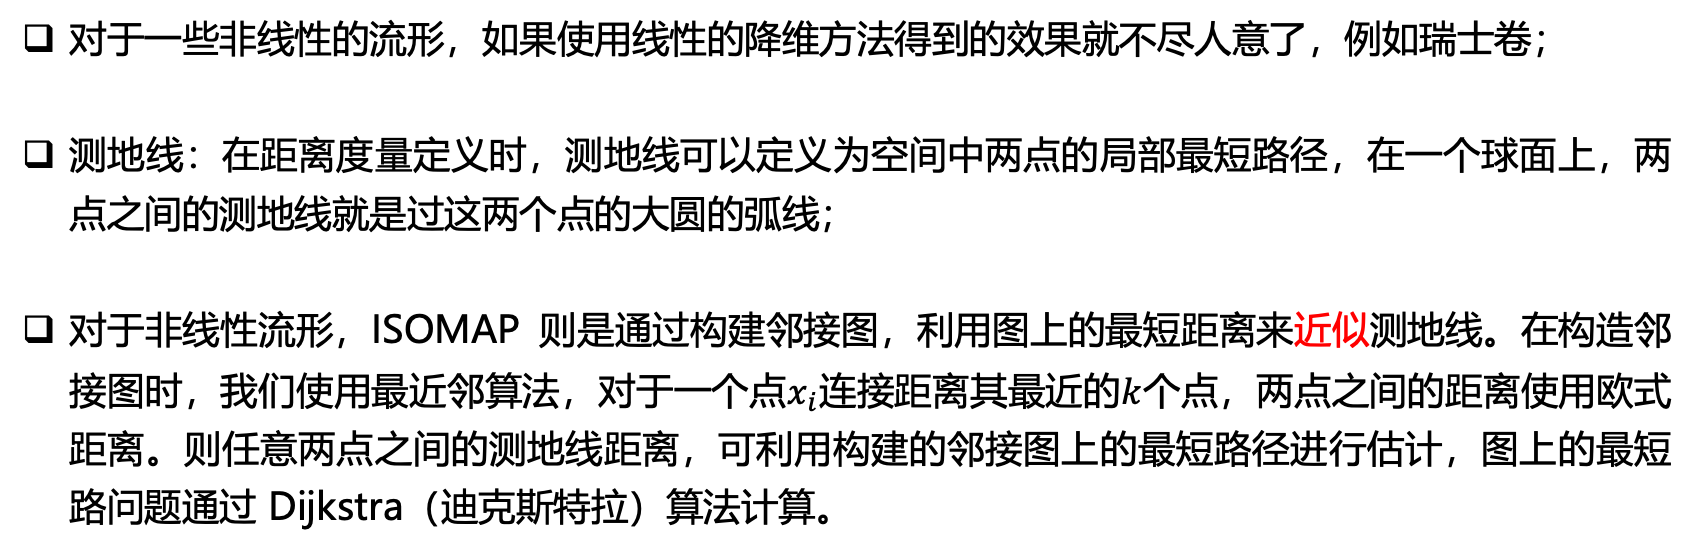 ❑ 对于一些非线性的流形，如果使用线性的降维方法得到的效果就不尽人意了，例如瑞士卷；
❑ 测地线：在距离度量定义时，测地线可以定义为空间中两点的局部最短路径，在一个球面上，两
点之间的测地线就是过这两个点的大圆的弧线；
❑ 对于非线性流形，ISOMAP 则是通过构建邻接图，利用图上的最短距离来近似测地线。在构造邻
接图时，我们使用最近邻算法，对于一个点$x_i$连接距离其最近的$k$个点，两点之间的距离使用欧式
距离。则任意两点之间的测地线距离，可利用构建的邻接图上的最短路径进行估计，图上的最短
路问题通过 Dijkstra（迪克斯特拉）算法计算。